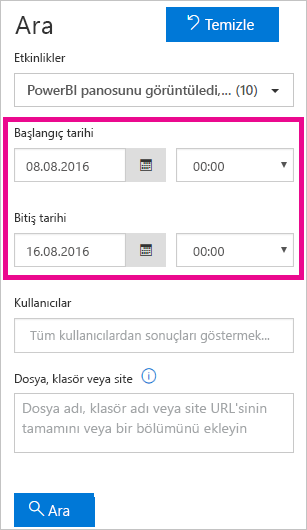 Ara
Temizle
Etkinlikler
PowerBI panosunu görüntüledi,... (10)
Başlangıç tarihi
08.08.2016 00:00
Bitiş tarihi
16.08.2016 00:00
Kullanıcılar
Tüm kullanıcılardan sonuçları göstermek...
Dosya, klasör veya site
Dosya adı, klasör adı veya site URL'sinin
tamamını veya bir bölümünü ekleyin
Ara